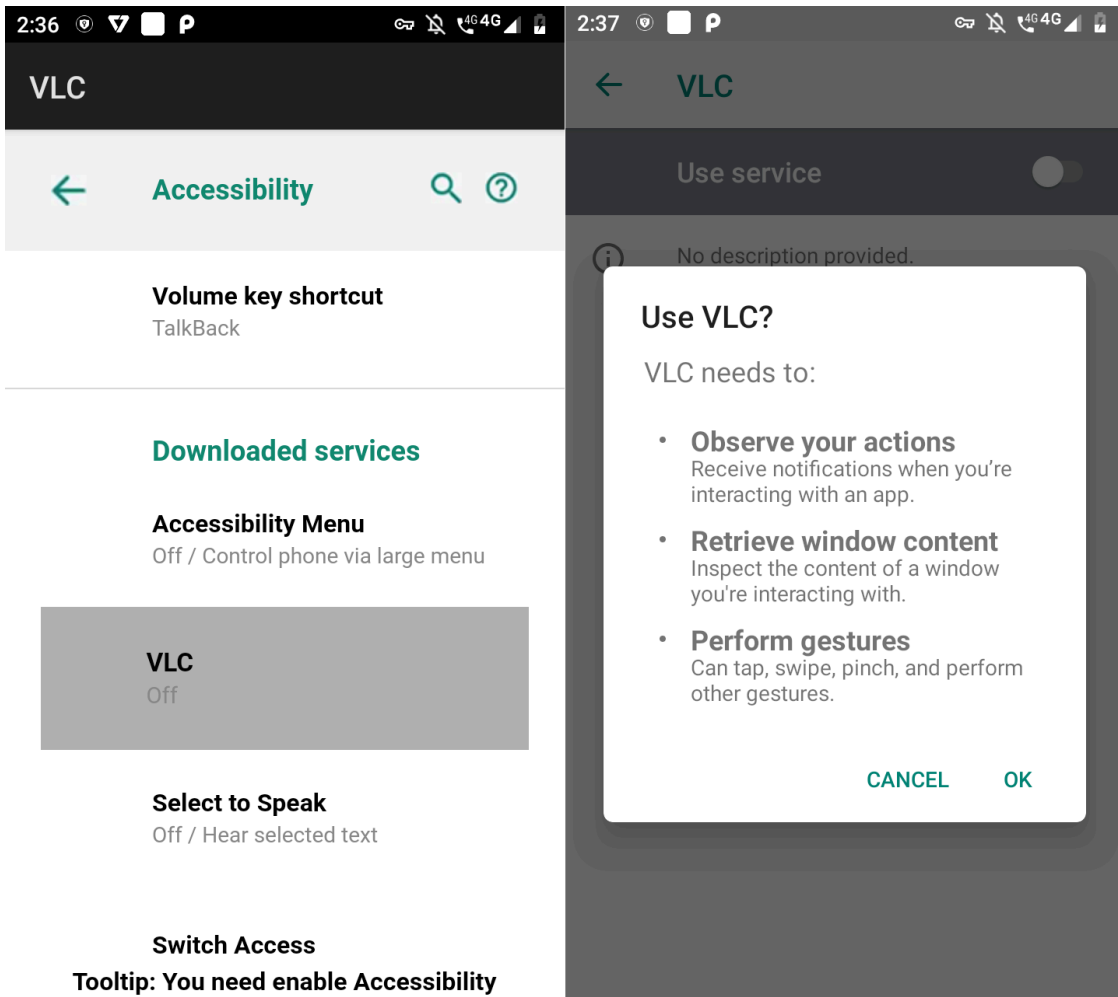 2:36
4G 4G
VLC
Accessibility
Volume key shortcut
TalkBack
Downloaded services
Accessibility Menu
Off / Control phone via large menu
VLC
Off
Select to Speak
Off / Hear selected text
Switch Access
Tooltip: You need enable Accessibility
2:37
4G 4G
VLC
Use service
No description provided.
Use VLC?
VLC needs to:
• Observe your actions
Receive notifications when you’re
interacting with an app.
• Retrieve window content
Inspect the content of a window
you're interacting with.
• Perform gestures
Can tap, swipe, pinch, and perform
other gestures.
CANCEL OK